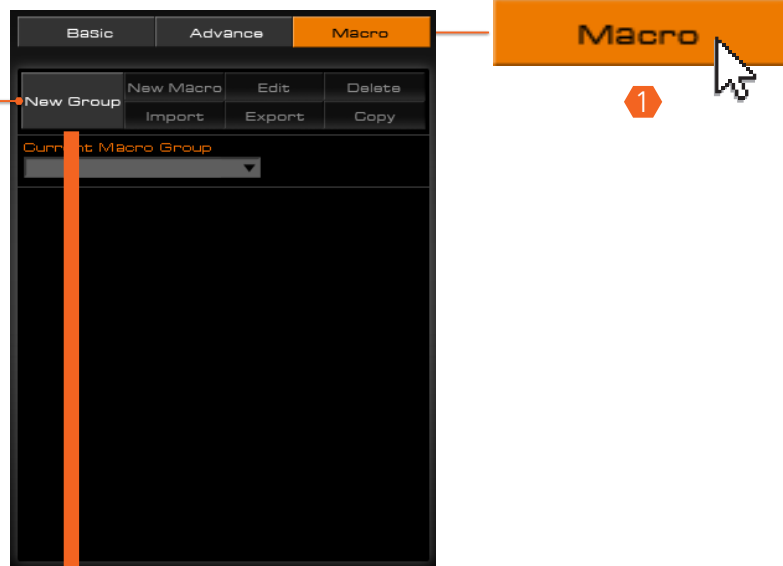 Basic Advance Macro
Macro
1
New Group New Macro Edit Delete
Import Export Copy
Current Macro Group